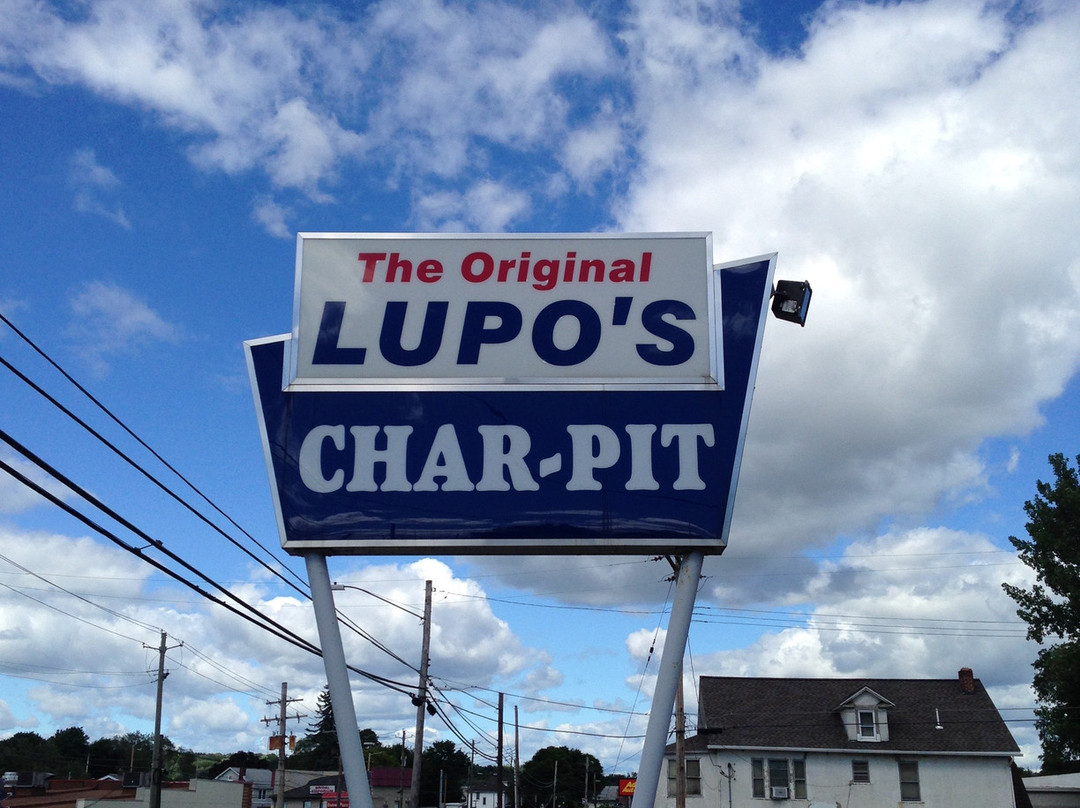 The Original
LUPO'S
CHAR-PIT